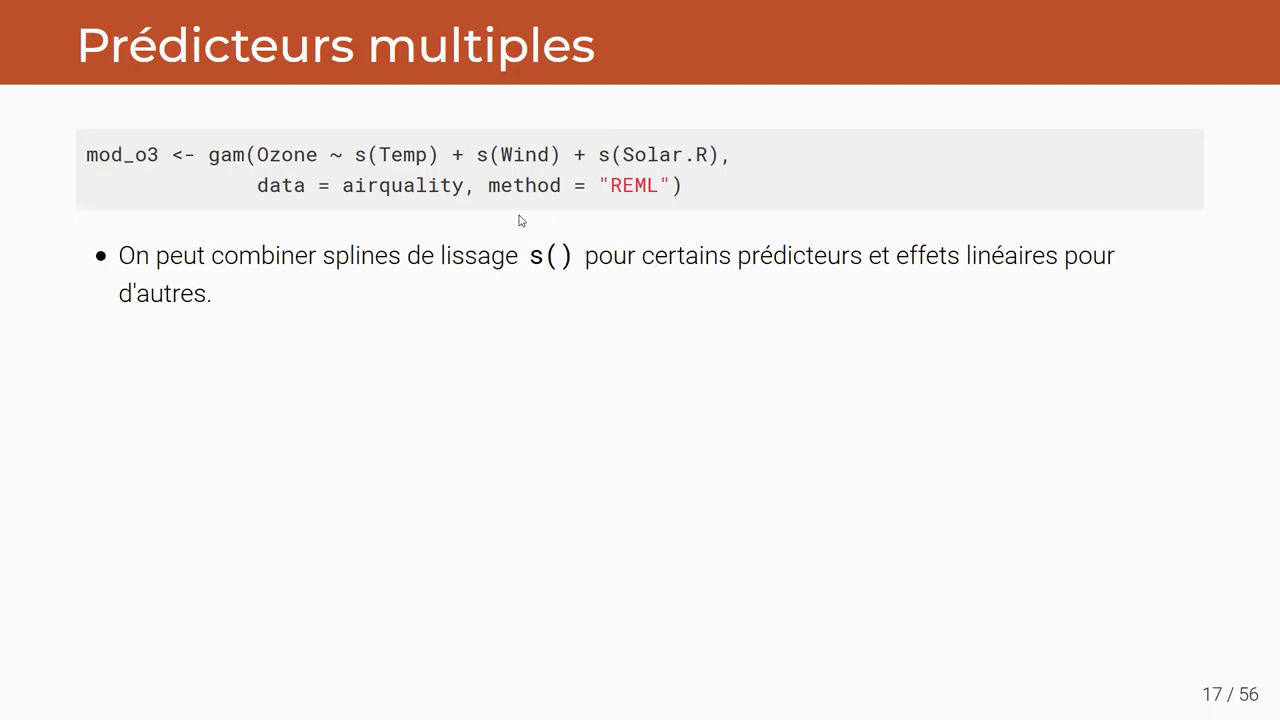 Prédicteurs multiples
mod_o3 <- gam(Ozone ~ s(Temp) + s(Wind) + s(Solar.R),
data = airquality, method = "REML")
• On peut combiner splines de lissage s() pour certains prédicteurs et effets linéaires pour
d'autres.
17 / 56